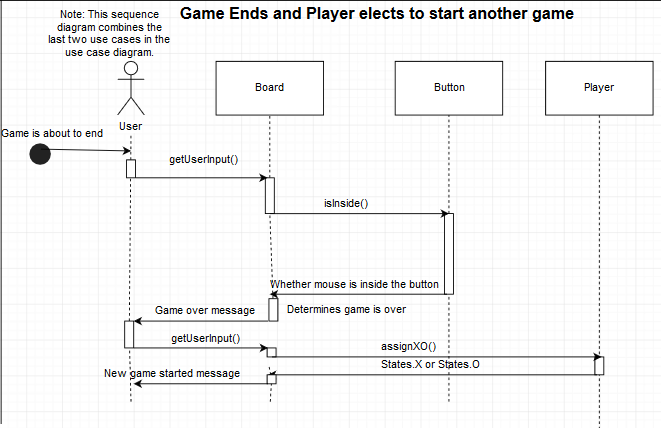 Note: This sequence
diagram combines the
last two use cases in the
use case diagram.
Game Ends and Player elects to start another game
Board
Button
Player
User
Game is about to end
getUserInput()
isInside()
Whether mouse is inside the button
Game over message
Determines game is over
getUserInput()
assignXO()
States.X or States.O
New game started message